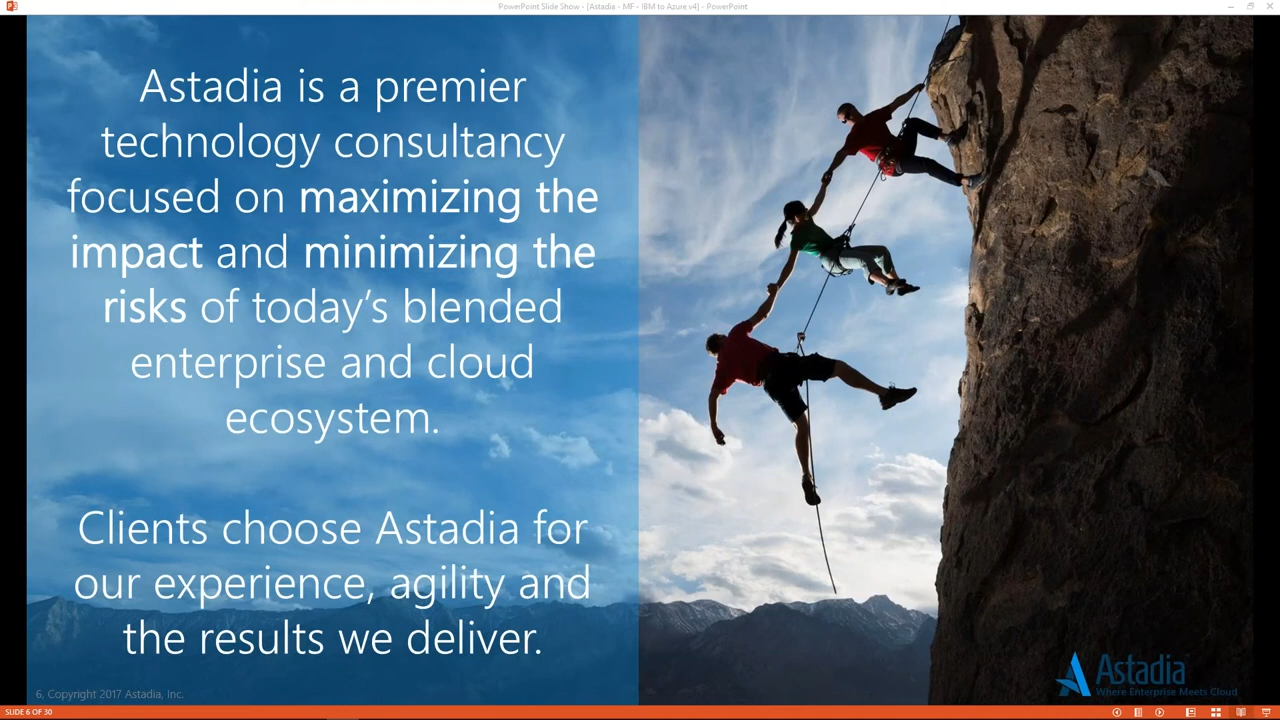 PowerPoint Slide Show - [Astadia - MF - IBM to Azure v4] - PowerPoint
Astadia is a premier
technology consultancy
focused on maximizing the
impact and minimizing the
risks of today’s blended
enterprise and cloud
ecosystem.
Clients choose Astadia for
our experience, agility and
the results we deliver.
6, Copyright 2017 Astadia, Inc.
Astadia
Where Enterprise Meets Cloud
SLIDE 6 OF 30